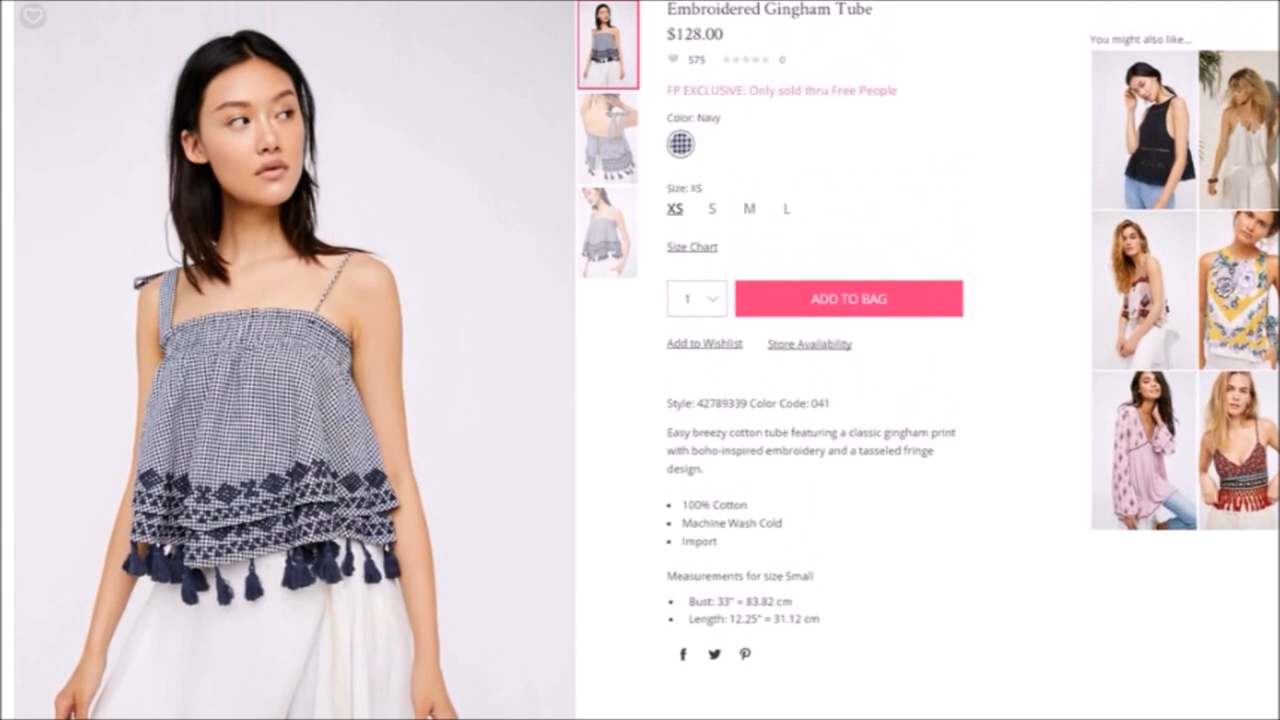 Embroidered Gingham Tube
$128.00
575 0
FP EXCLUSIVE: Only sold thru Free People
Color: Navy
Size: XS
XS S M L
Size Chart
1 ADD TO BAG
Add to Wishlist Store Availability
Style: 42789339 Color Code: 041
Easy breezy cotton tube featuring a classic gingham print
with boho-inspired embroidery and a tasseled fringe
design.
• 100% Cotton
• Machine Wash Cold
• Import
Measurements for size Small
• Bust: 33" = 83.82 cm
• Length: 12.25" = 31.12 cm
You might also like...